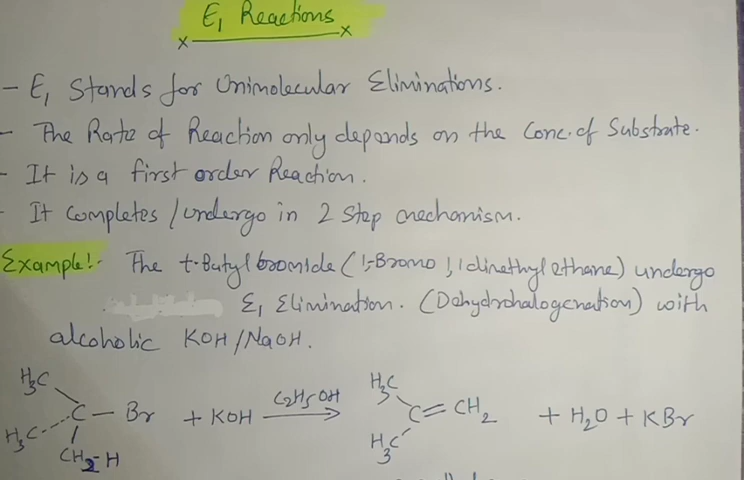 E₁ Reactions
- E₁ Stands for Unimolecular Eliminations.
- The Rate of Reaction only depends on the Conc. of Substrate.
- It is a first order Reaction.
- It Completes / undergo in 2 Step mechanism.
Example:- The t-Butyl bromide (1-Bromo 1,1 dimethyl ethane) undergo
E₁ Elimination. (Dehydrohalogenation) with
alcoholic KOH / NaOH.
H₃C H₃C
C₂H₅OH
C — Br + KOH → C = CH₂ + H₂O + KBr
H₃C H₃C
CH₂-H